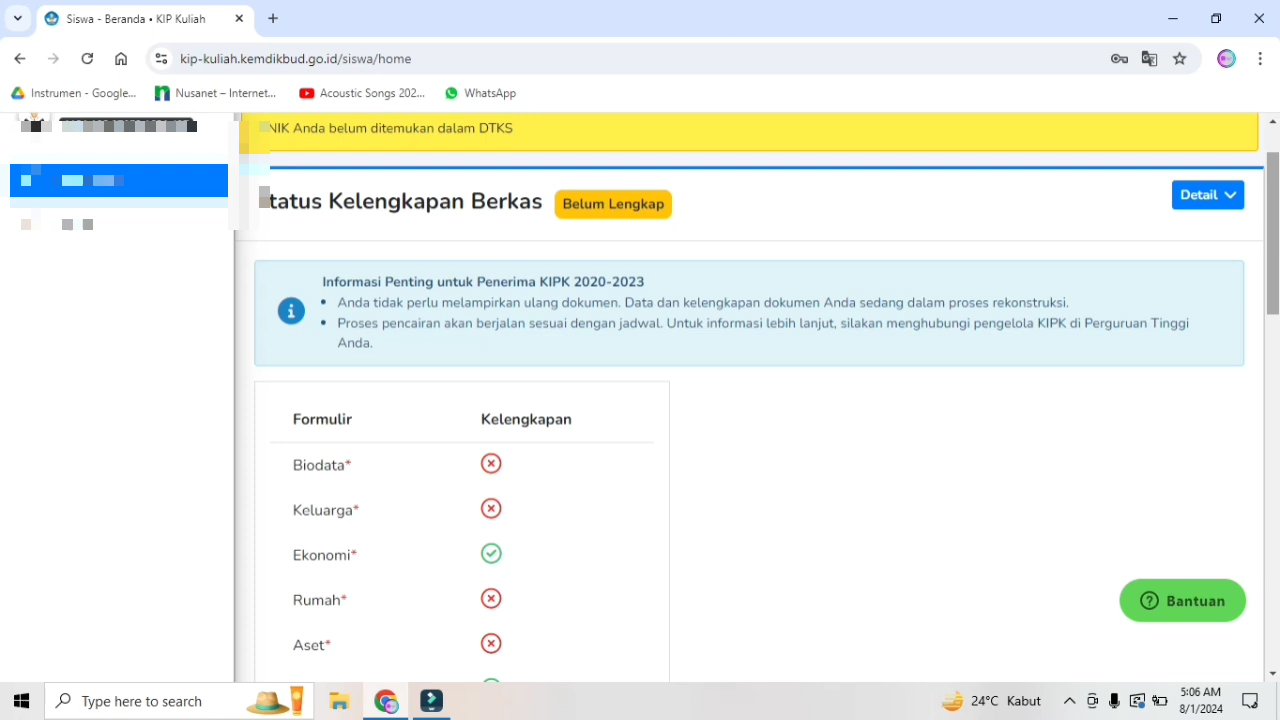 Siswa - Beranda • KIP Kuliah
kip-kuliah.kemdikbud.go.id/siswa/home
Instrumen - Google...
Nusanet – Internet...
Acoustic Songs 202...
WhatsApp
NIK Anda belum ditemukan dalam DTKS
tatus Kelengkapan Berkas
Belum Lengkap
Detail
Informasi Penting untuk Penerima KIPK 2020-2023
• Anda tidak perlu melampirkan ulang dokumen. Data dan kelengkapan dokumen Anda sedang dalam proses rekonstruksi.
• Proses pencairan akan berjalan sesuai dengan jadwal. Untuk informasi lebih lanjut, silakan menghubungi pengelola KIPK di Perguruan Tinggi
Anda.
Formulir Kelengkapan
Biodata*
Keluarga*
Ekonomi*
Rumah*
Aset*
Bantuan
Type here to search
24°C Kabut
5:06 AM
8/1/2024